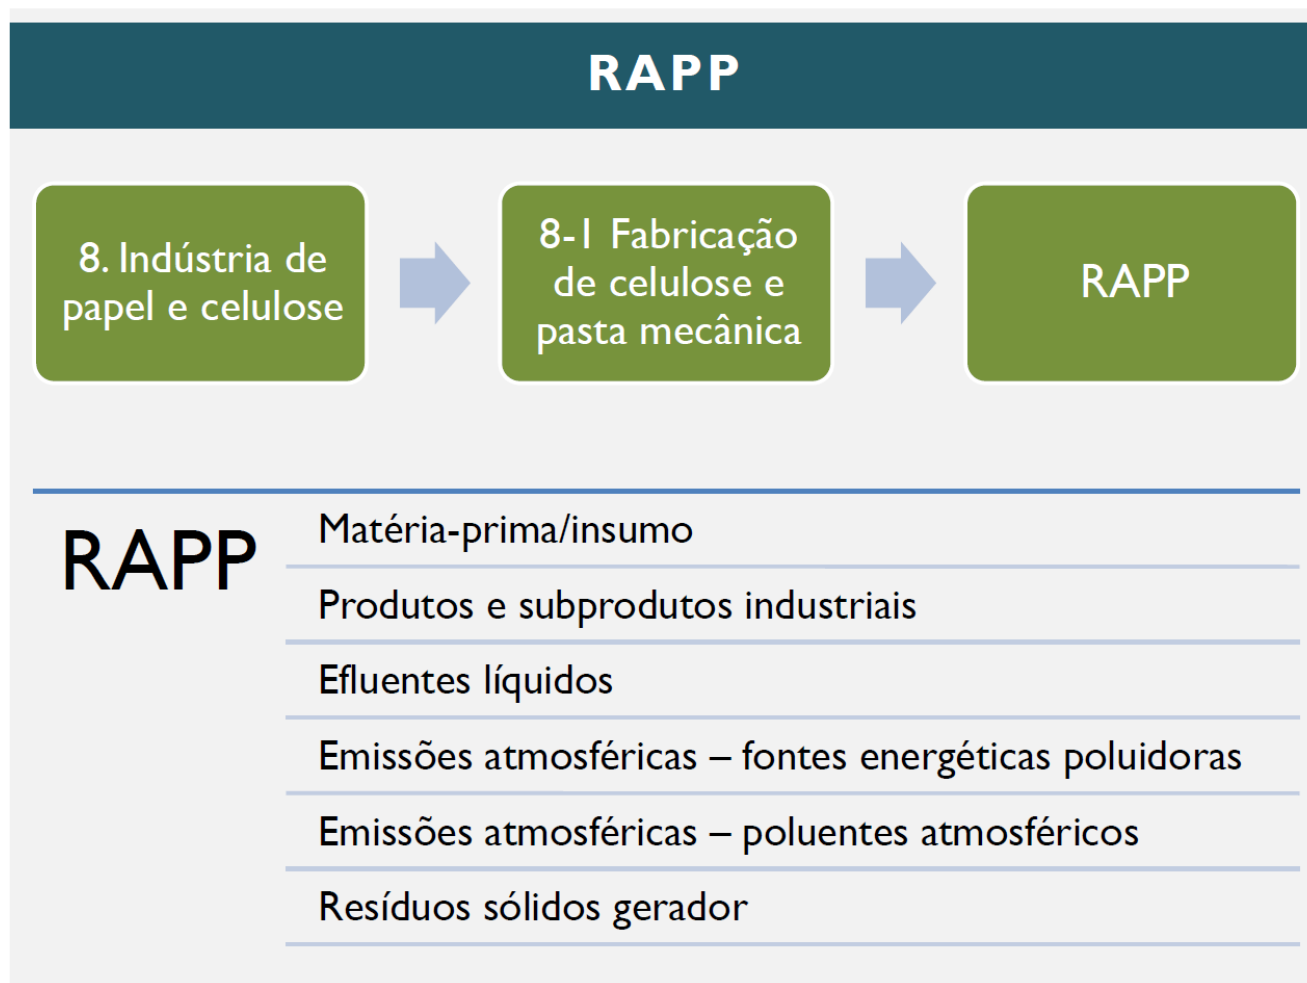 RAPP
8. Indústria de
papel e celulose
8-1 Fabricação
de celulose e
pasta mecânica
RAPP
RAPP
Matéria-prima/insumo
Produtos e subprodutos industriais
Efluentes líquidos
Emissões atmosféricas – fontes energéticas poluidoras
Emissões atmosféricas – poluentes atmosféricos
Resíduos sólidos gerador